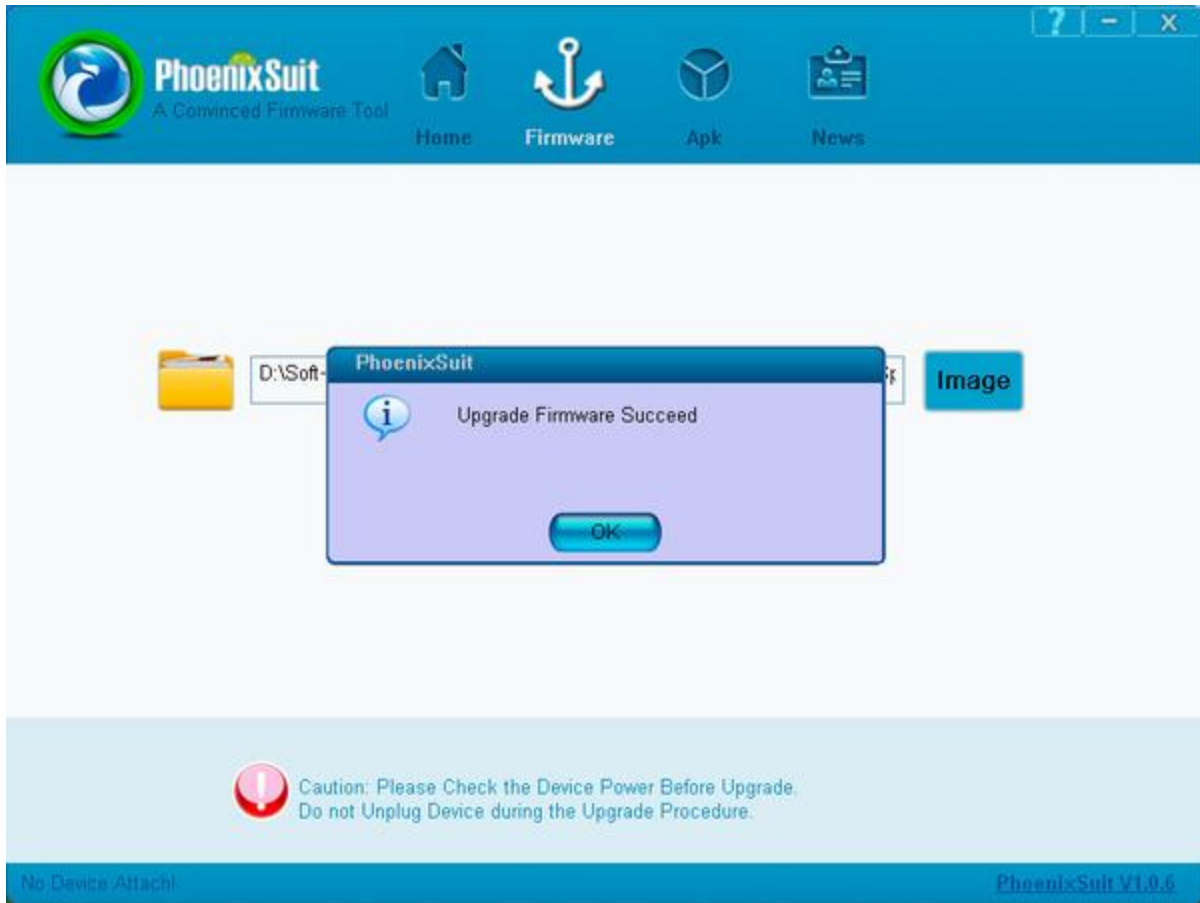 ? - X
PhoenixSuit
A Convinced Firmware Tool
Home Firmware Apk News
D:\Soft-
Image
PhoenixSuit
Upgrade Firmware Succeed
OK
Caution: Please Check the Device Power Before Upgrade.
Do not Unplug Device during the Upgrade Procedure.
No Device Attach!
PhoenixSuit V1.0.6